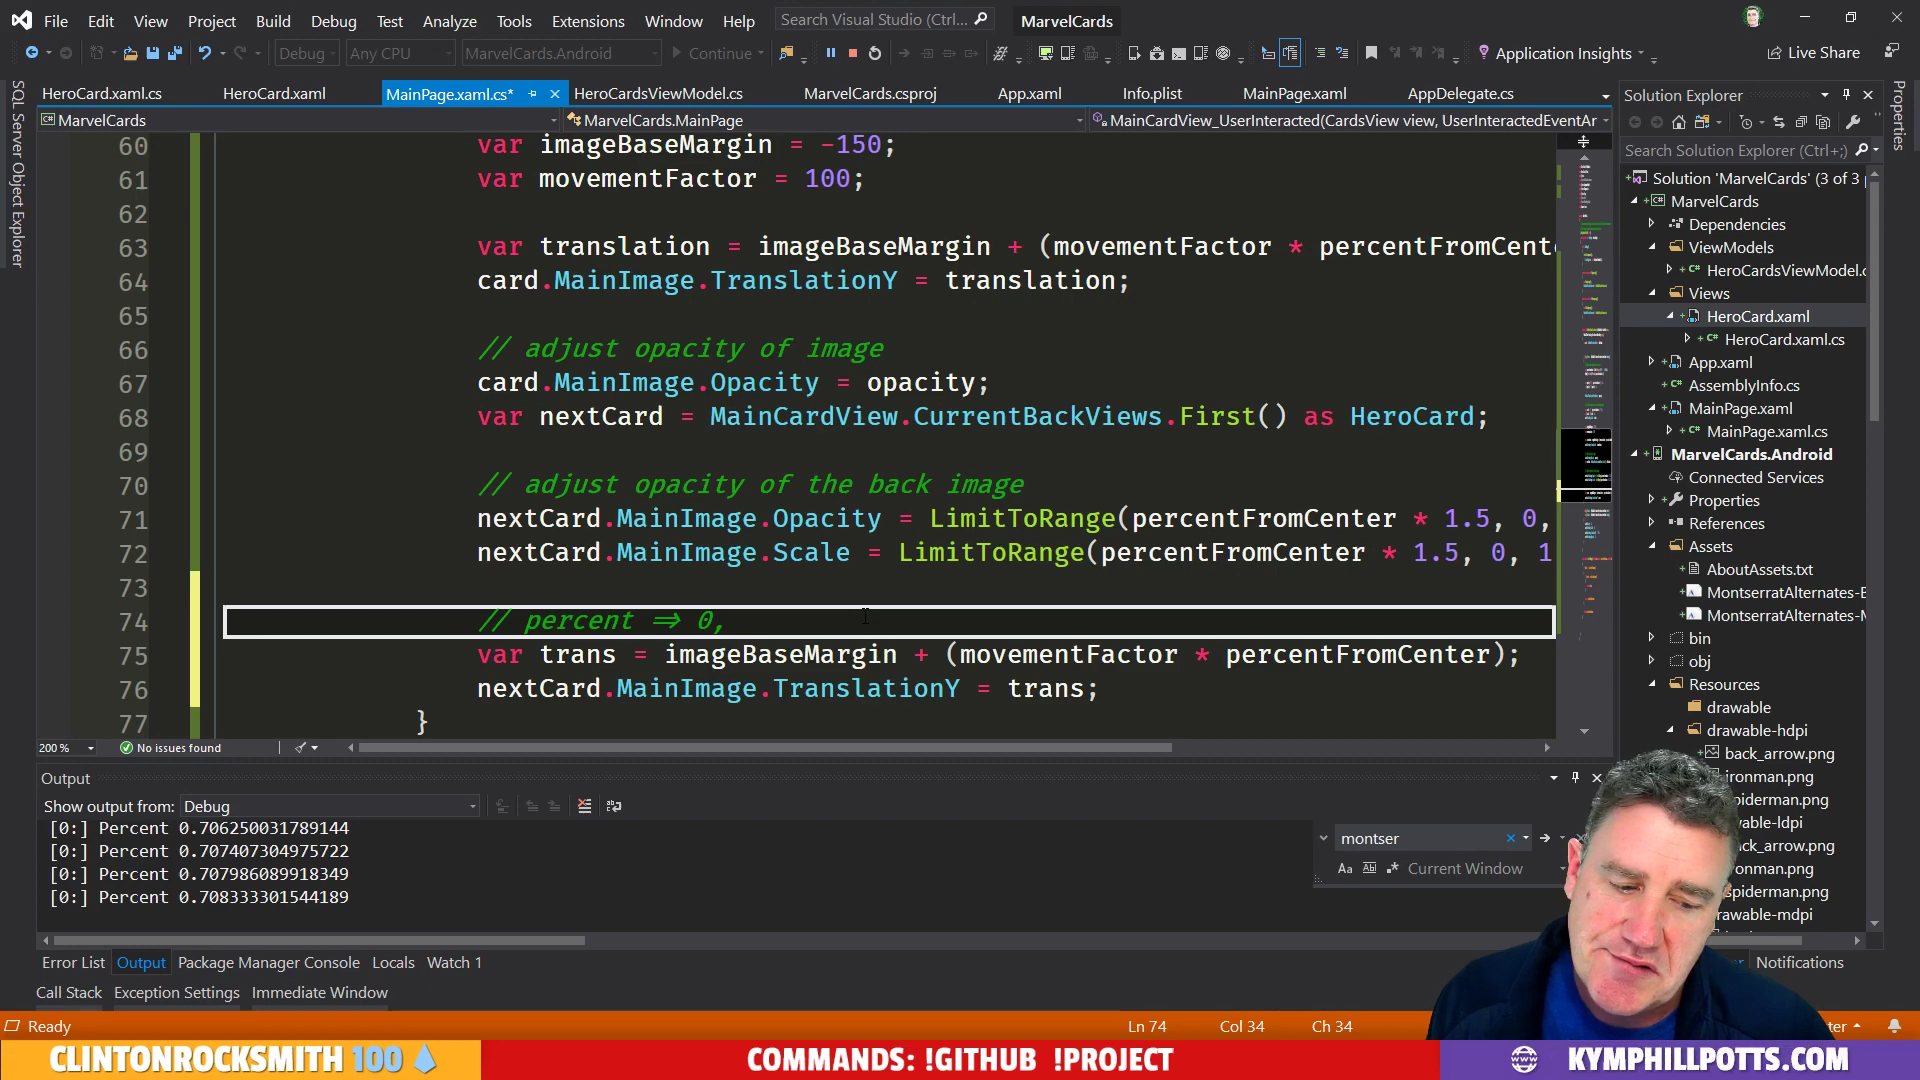 File Edit View Project Build Debug Test Analyze Tools Extensions Window Help Search Visual Studio (Ctrl... MarvelCards
Debug Any CPU MarvelCards.Android Continue Application Insights Live Share
HeroCard.xaml.cs HeroCard.xaml MainPage.xaml.cs* HeroCardsViewModel.cs MarvelCards.csproj App.xaml Info.plist MainPage.xaml AppDelegate.cs
MarvelCards MarvelCards.MainPage MainCardView_UserInteracted(CardsView view, UserInteractedEventAr
60 var imageBaseMargin = -150;
61 var movementFactor = 100;
62
63 var translation = imageBaseMargin + (movementFactor * percentFromCente
64 card.MainImage.TranslationY = translation;
65
66 // adjust opacity of image
67 card.MainImage.Opacity = opacity;
68 var nextCard = MainCardView.CurrentBackViews.First() as HeroCard;
69
70 // adjust opacity of the back image
71 nextCard.MainImage.Opacity = LimitToRange(percentFromCenter * 1.5, 0,
72 nextCard.MainImage.Scale = LimitToRange(percentFromCenter * 1.5, 0, 1
73
74 // percent => 0,
75 var trans = imageBaseMargin + (movementFactor * percentFromCenter);
76 nextCard.MainImage.TranslationY = trans;
77 }
200 % No issues found
Output
Show output from: Debug
[0:] Percent 0.706250031789144
[0:] Percent 0.707407304975722
[0:] Percent 0.707986089918349
[0:] Percent 0.708333301544189
montser
Aa Current Window
Error List Output Package Manager Console Locals Watch 1
Call Stack Exception Settings Immediate Window
Ready Ln 74 Col 34 Ch 34
SQL Server Object Explorer
Properties
Solution Explorer
Search Solution Explorer (Ctrl+;)
Solution 'MarvelCards' (3 of 3
MarvelCards
Dependencies
ViewModels
HeroCardsViewModel.c
Views
HeroCard.xaml
HeroCard.xaml.cs
App.xaml
AssemblyInfo.cs
MainPage.xaml
MainPage.xaml.cs
MarvelCards.Android
Connected Services
Properties
References
Assets
AboutAssets.txt
MontserratAlternates-E
MontserratAlternates-M
bin
obj
Resources
drawable
drawable-hdpi
back_arrow.png
ironman.png
spiderman.png
wable-ldpi
ack_arrow.png
onman.png
spiderman.png
rawable-mdpi
Notifications
CLINTONROCKSMITH 100
COMMANDS: !GITHUB !PROJECT
KYMPHILLPOTTS.COM